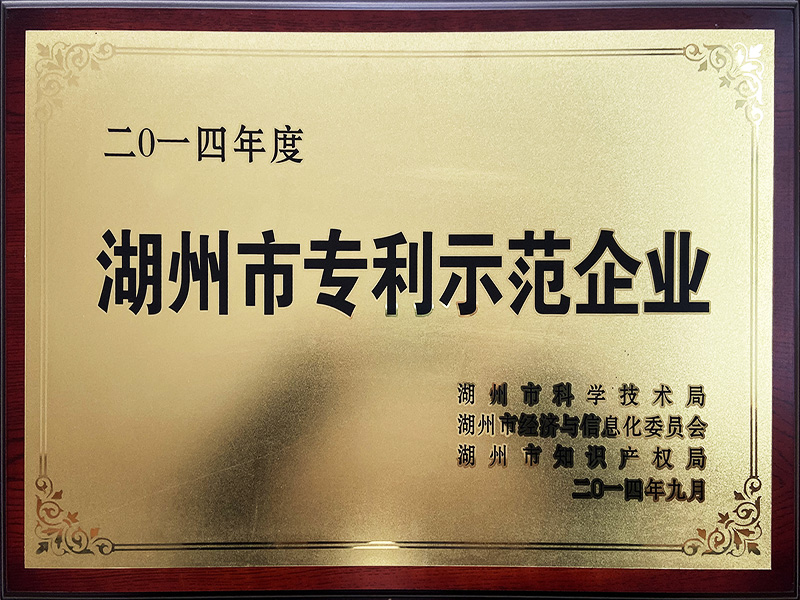 二〇一四年度
湖州市专利示范企业
湖州市科学技术局
湖州市经济与信息化委员会
湖州市知识产权局
二〇一四年九月